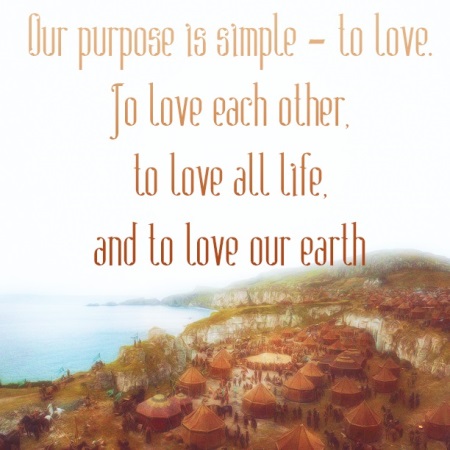 Our purpose is simple - to love.
To love each other,
to love all life,
and to love our earth